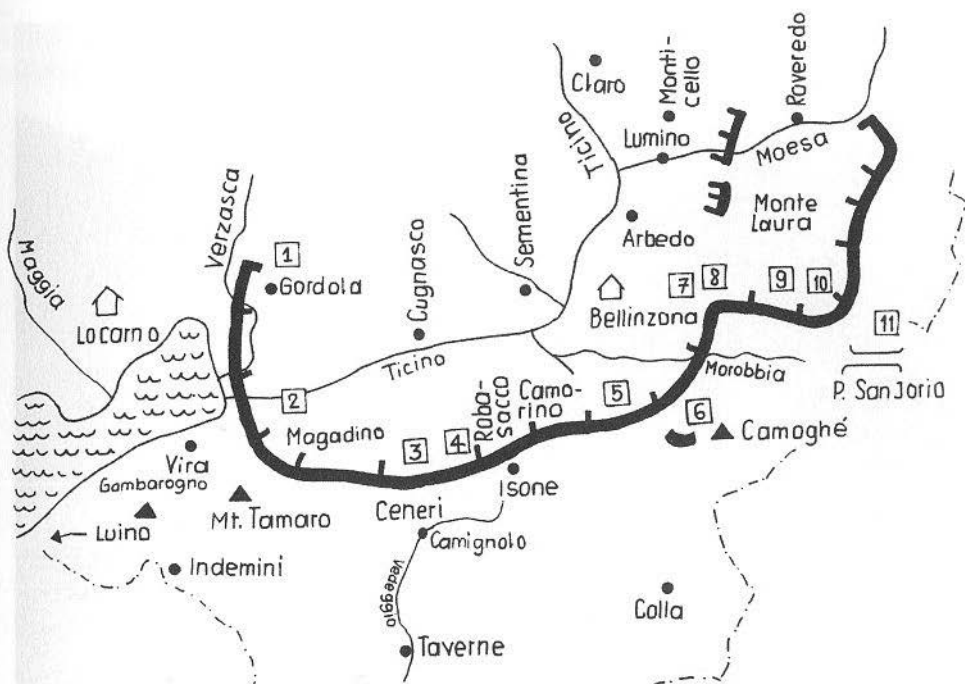 Claro
Monti-
cello
Roveredo
Ticino
Lumino
Moesa
Verzasca
Sementina
Monte
Laura
Arbedo
Maggia
1
Gordola
Cugnasco
Locarno
7
8
9
10
Bellinzona
11
Ticino
Morobbia
P. San Jorio
2
Roba-
sacco
Camo-
rino
5
6
Camoghé
Magadino
3
4
Vira
Gambarogno
Isone
Mt. Tamaro
Ceneri
Luino
Camignolo
Indemini
Vedeggio
Colla
Taverne